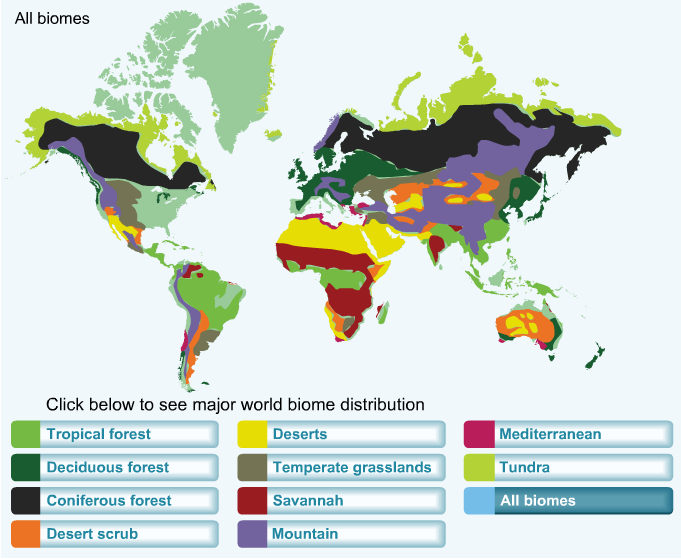 All biomes
Click below to see major world biome distribution
Tropical forest
Deserts
Mediterranean
Deciduous forest
Temperate grasslands
Tundra
Coniferous forest
Savannah
All biomes
Desert scrub
Mountain